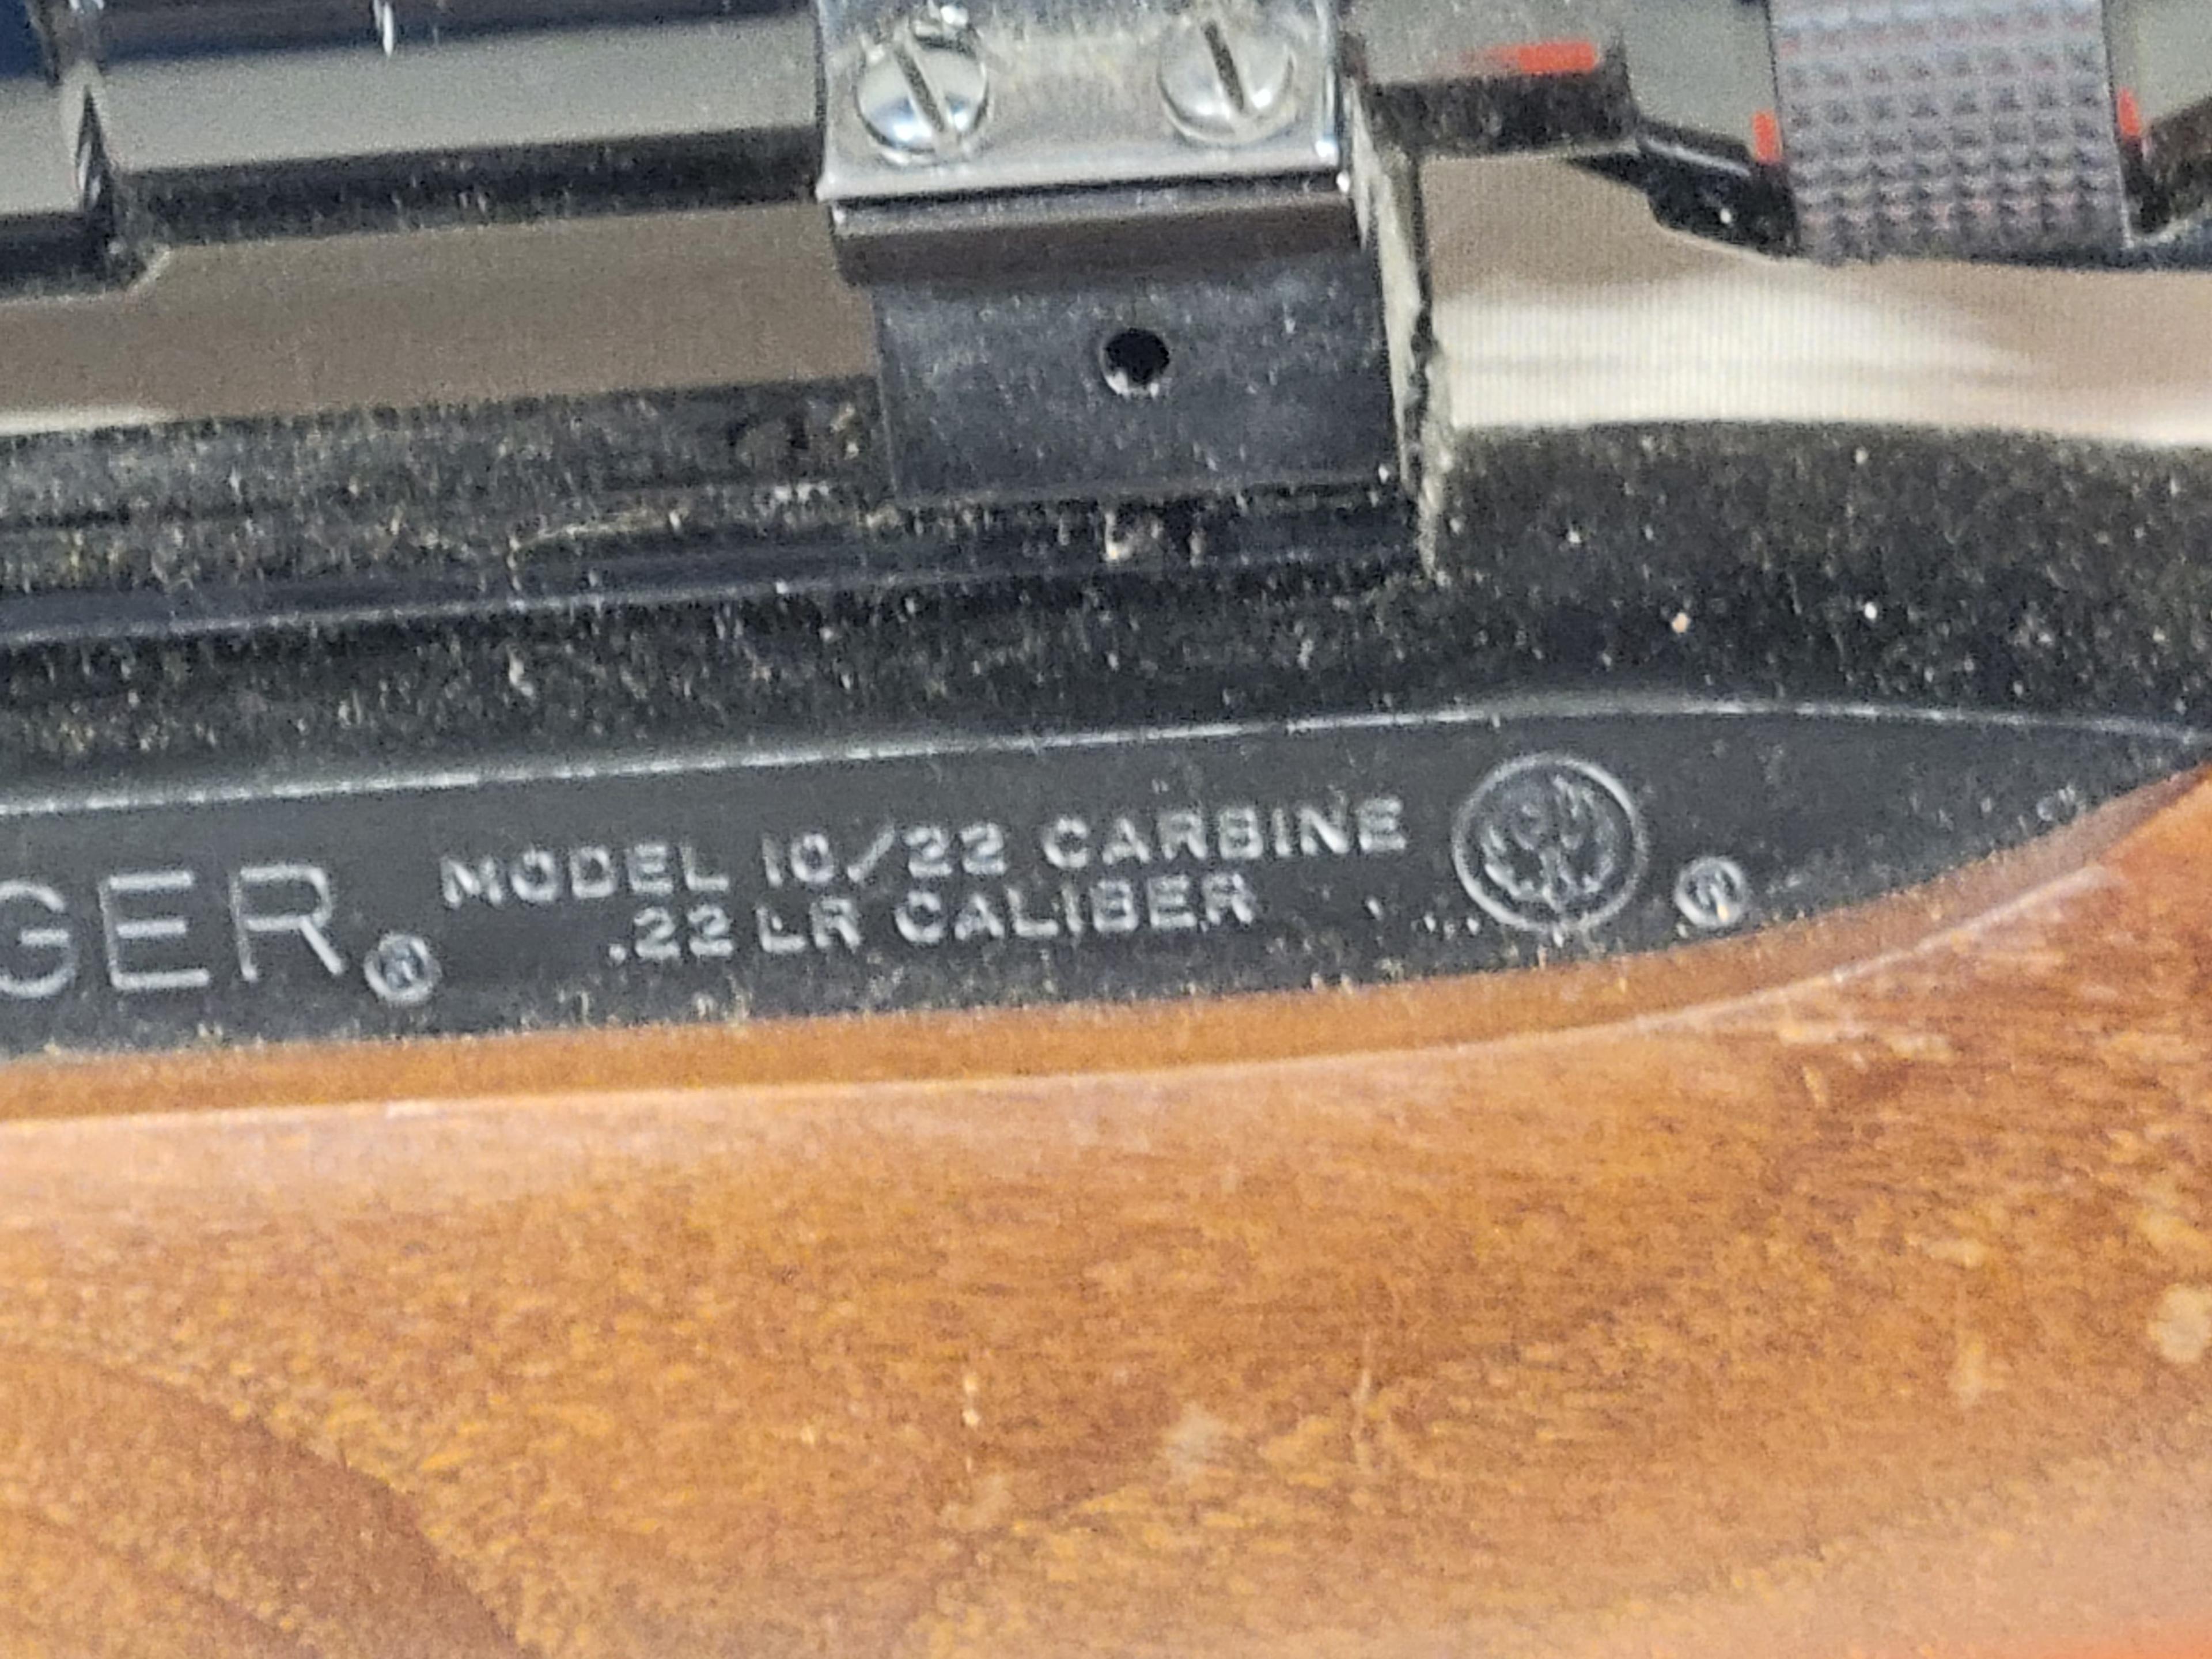 GER®
MODEL 10/22 CARBINE
.22 LR CALIBER
®